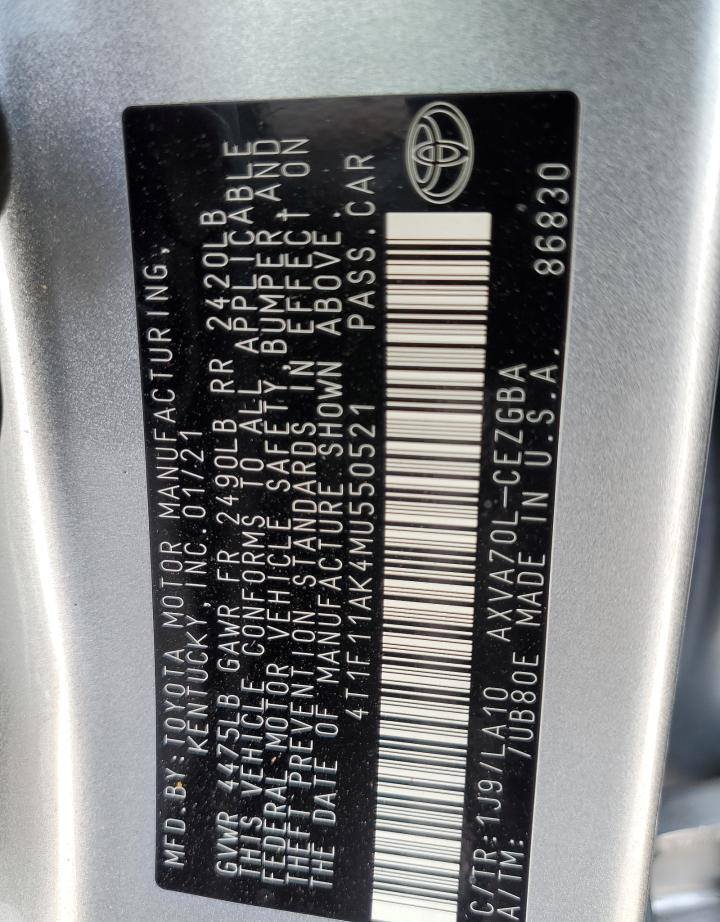 MFD.BY:TOYOTA MOTOR MANUFACTURING,
KENTUCKY,INC.01/21
GVWR 4475LB GAWR FR 2490LB RR 2420LB
THIS VEHICLE CONFORMS TO ALL APPLICABLE
FEDERAL MOTOR VEHICLE SAFETY,BUMPER,AND
THEFT PREVENTION STANDARDS IN EFFECT ON
THE DATE OF MANUFACTURE SHOWN ABOVE.
4T1F11AK4MU550521 PASS.CAR
C/TR:1J9/LA10 AXVA70L-CEZGBA
A/TM: 7UB80E MADE IN U.S.A. 86830